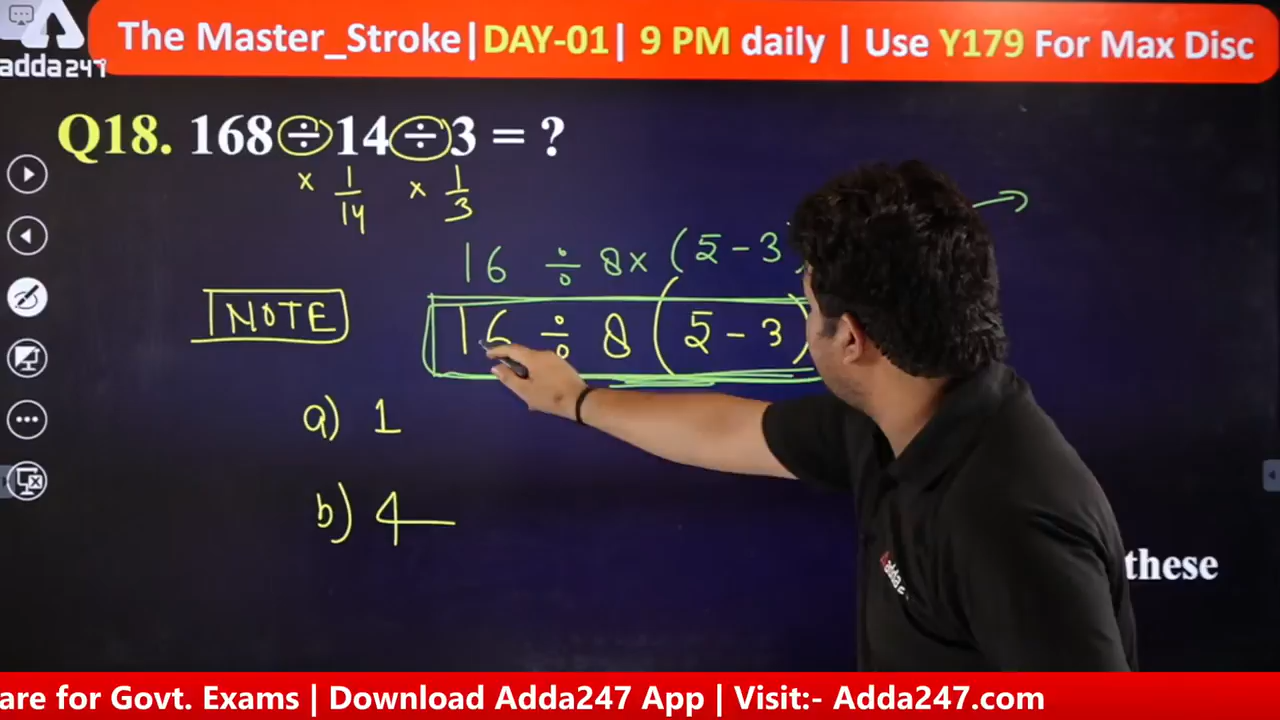 The Master_Stroke|DAY-01| 9 PM daily | Use Y179 For Max Disc
adda247
Q18. 168 ÷ 14 ÷ 3 = ?
× 1/14 × 1/3
16 ÷ 8 × (5 - 3)
NOTE
16 ÷ 8 (5 - 3)
a) 1
b) 4
these
adda2
are for Govt. Exams | Download Adda247 App | Visit:- Adda247.com